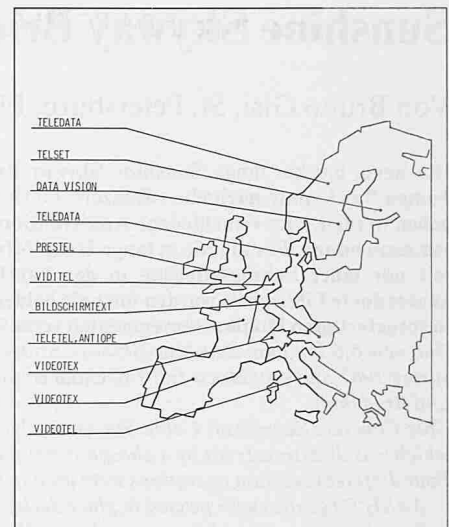 TELEDATA
TELSET
DATA VISION
TELEDATA
PRESTEL
VIDITEL
BILDSCHIRMTEXT
TELETEL,ANTIOPE
VIDEOTEX
VIDEOTEX
VIDEOTEL